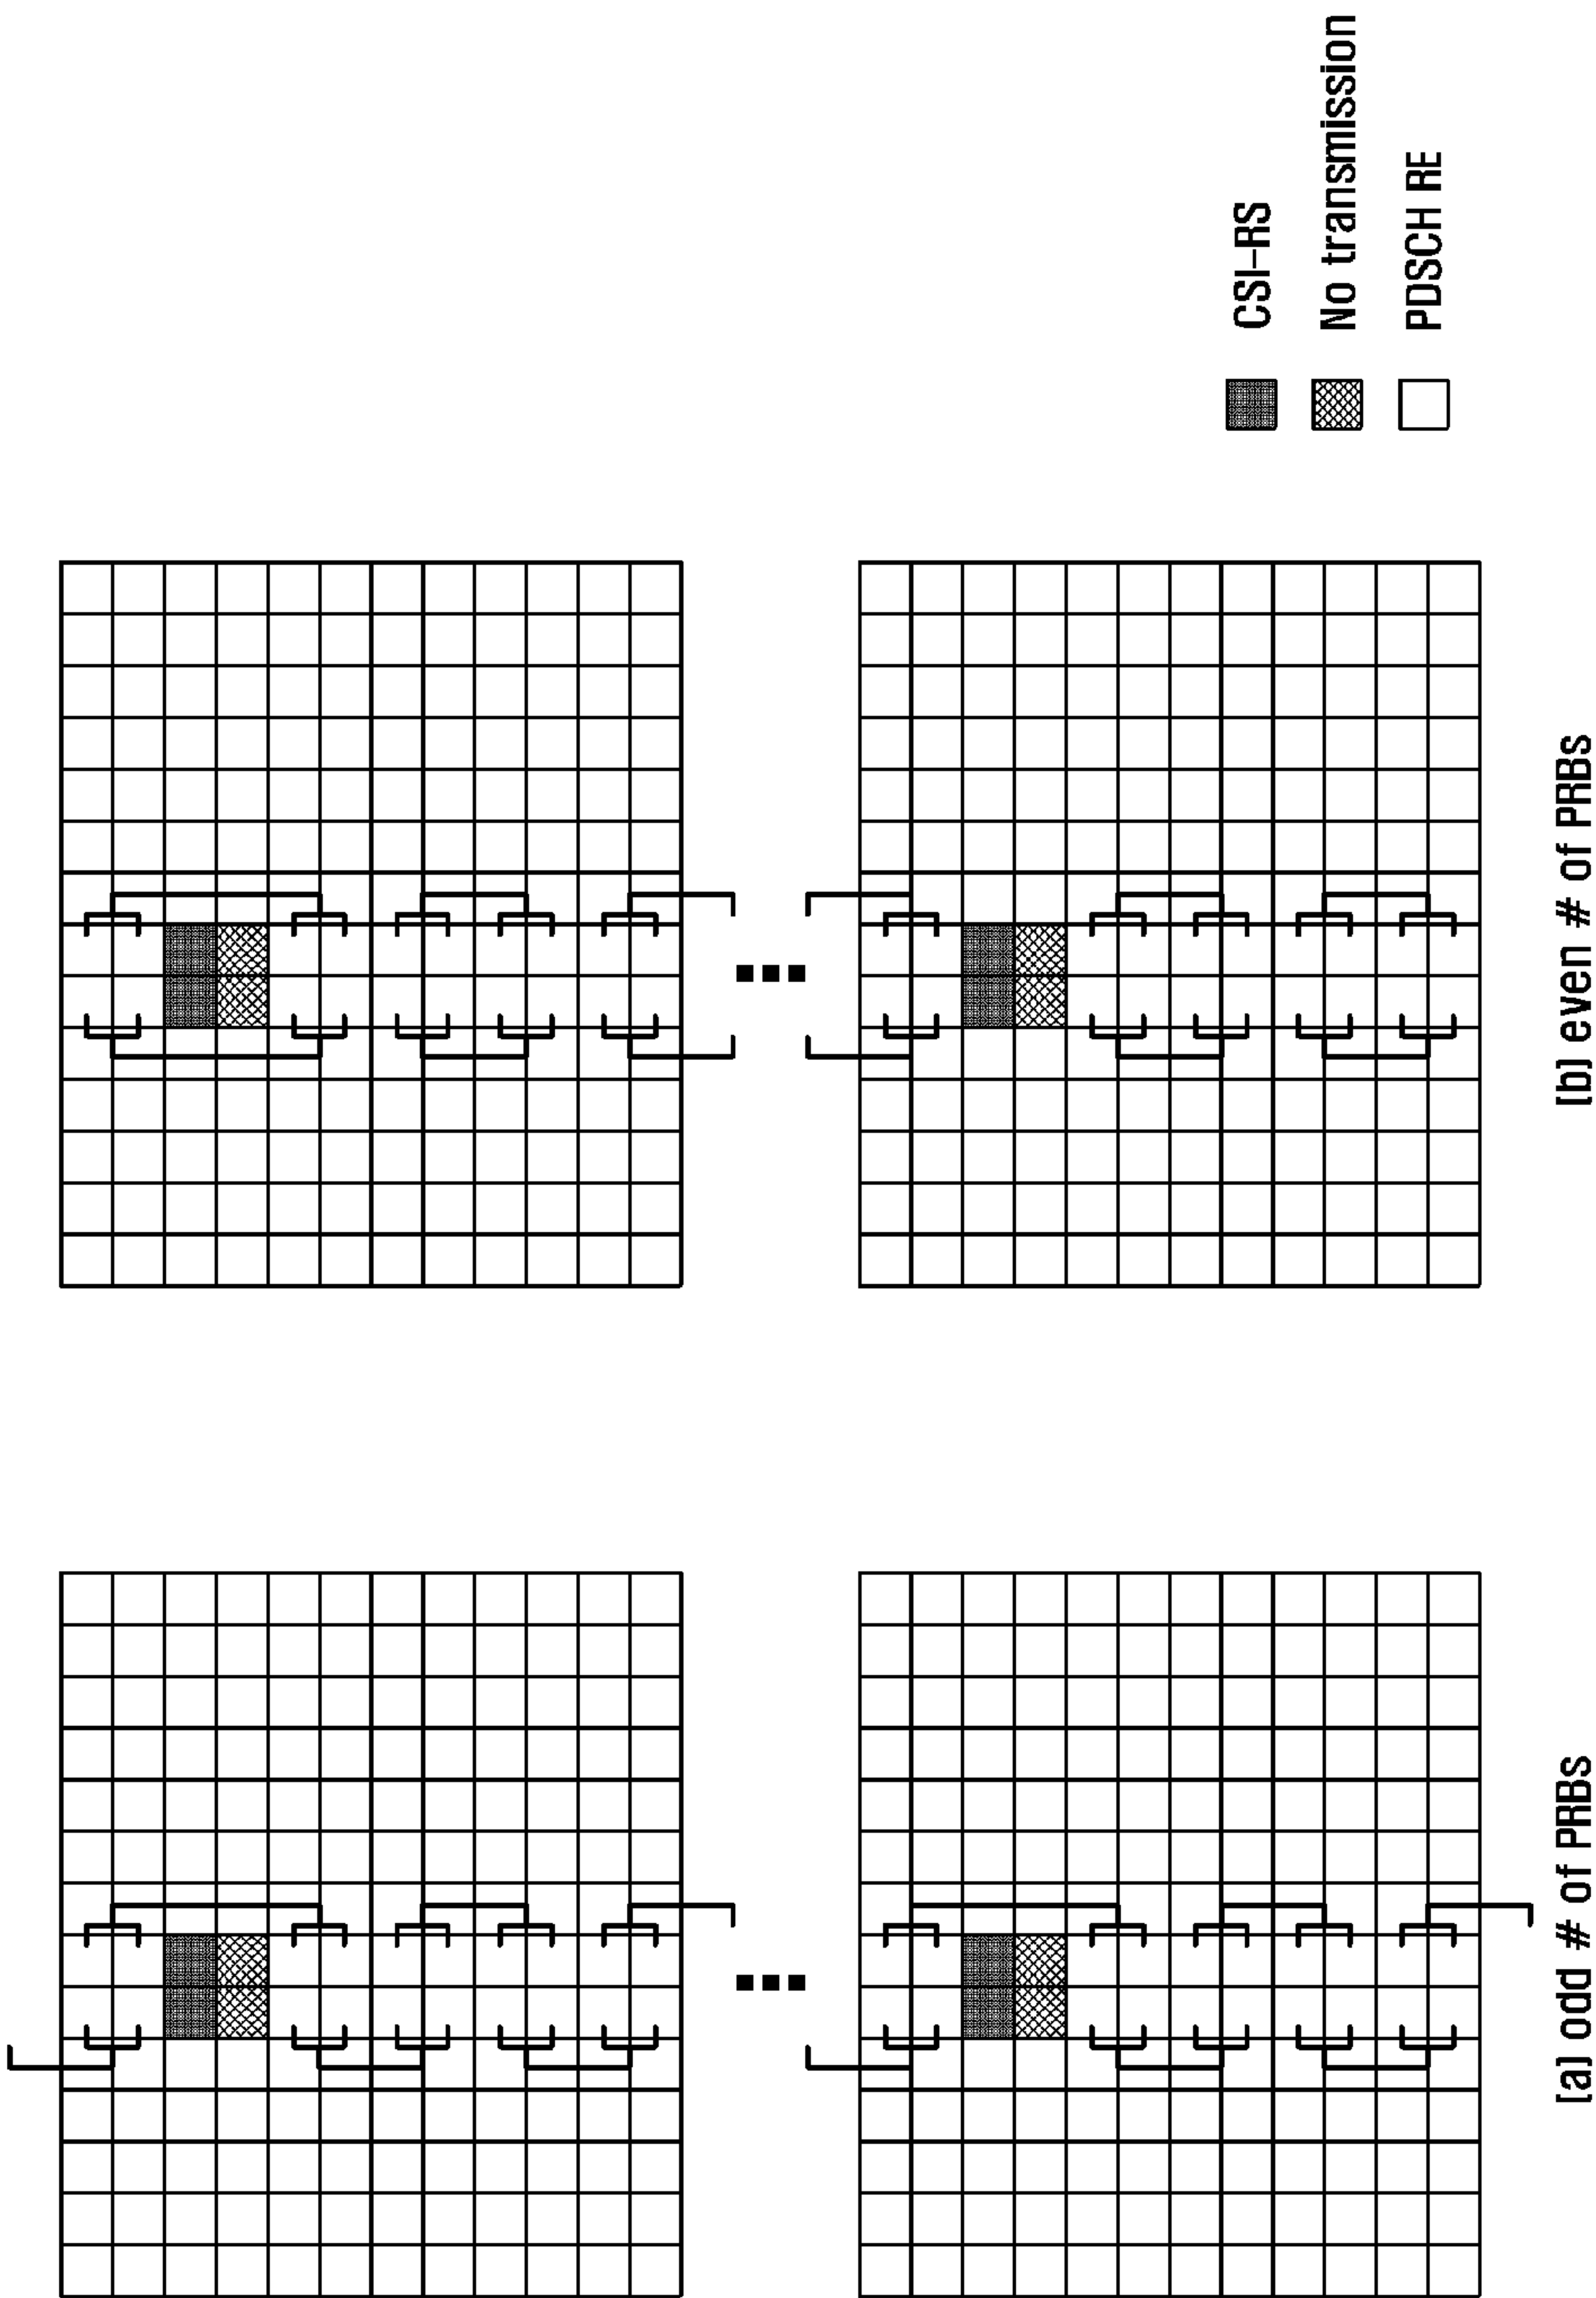 CSI-RS
No transmission
PDSCH RE
(a) odd # of PRBs
(b) even # of PRBs